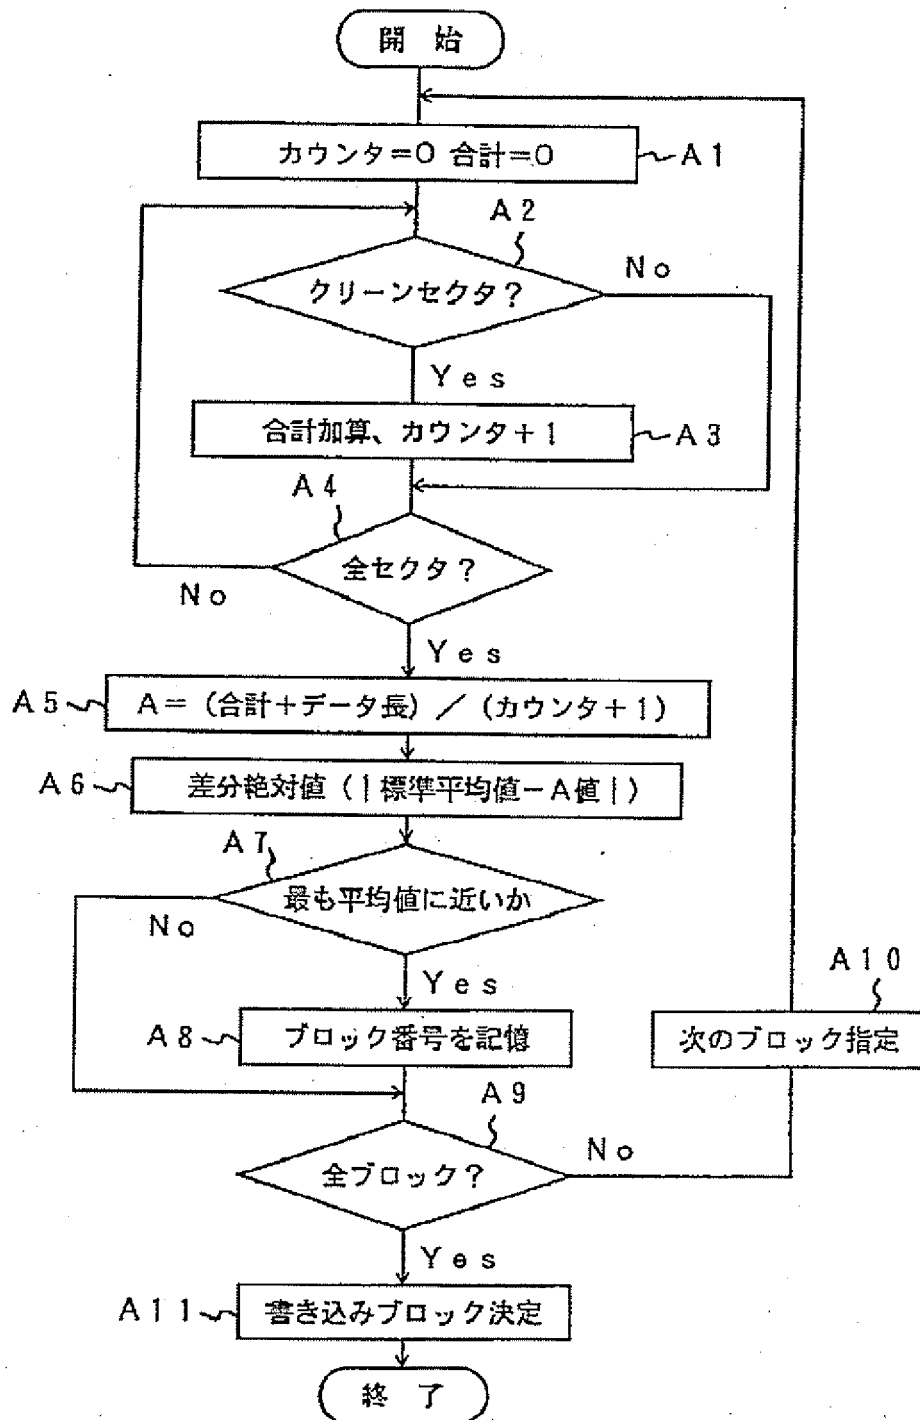 開 始
カウンタ=0 合計=0
A1
A2
クリーンセクタ?
No
Yes
合計加算、カウンタ+1
A3
A4
全セクタ?
No
Yes
A5
A=(合計+データ長)/(カウンタ+1)
A6
差分絶対値(|標準平均値-A値|)
A7
最も平均値に近いか
No
Yes
A8
ブロック番号を記憶
A10
次のブロック指定
A9
全ブロック?
No
Yes
A11
書き込みブロック決定
終 了